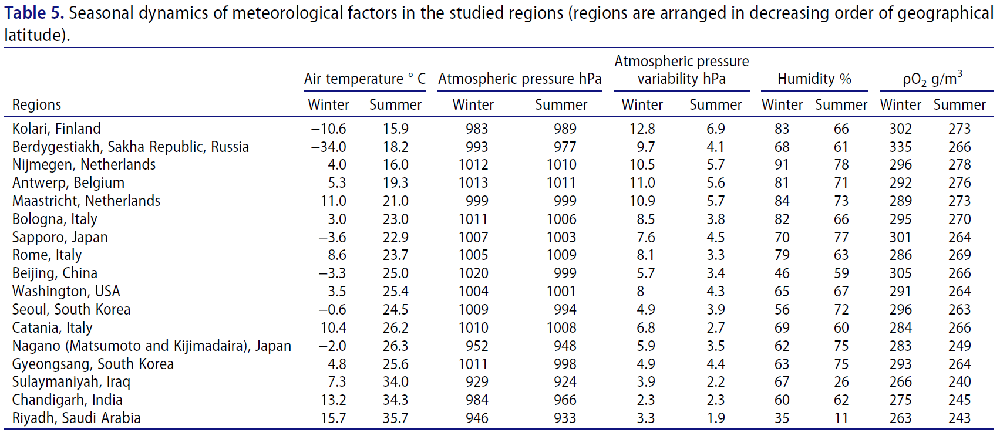 Table 5. Seasonal dynamics of meteorological factors in the studied regions (regions are arranged in decreasing order of geographical
latitude).
Air temperature ° C Atmospheric pressure hPa Atmospheric pressure variability hPa Humidity % ρO₂ g/m³
Regions Winter Summer Winter Summer Winter Summer Winter Summer Winter Summer
Kolari, Finland −10.6 15.9 983 989 12.8 6.9 83 66 302 273
Berdygestiakh, Sakha Republic, Russia −34.0 18.2 993 977 9.7 4.1 68 61 335 266
Nijmegen, Netherlands 4.0 16.0 1012 1010 10.5 5.7 91 78 296 278
Antwerp, Belgium 5.3 19.3 1013 1011 11.0 5.6 81 71 292 276
Maastricht, Netherlands 11.0 21.0 999 999 10.9 5.7 84 73 289 273
Bologna, Italy 3.0 23.0 1011 1006 8.5 3.8 82 66 295 270
Sapporo, Japan −3.6 22.9 1007 1003 7.6 4.5 70 77 301 264
Rome, Italy 8.6 23.7 1005 1009 8.1 3.3 79 63 286 269
Beijing, China −3.3 25.0 1020 999 5.7 3.4 46 59 305 266
Washington, USA 3.5 25.4 1004 1001 8 4.3 65 67 291 264
Seoul, South Korea −0.6 24.5 1009 994 4.9 3.9 56 72 296 263
Catania, Italy 10.4 26.2 1010 1008 6.8 2.7 69 60 284 266
Nagano (Matsumoto and Kijimadaira), Japan −2.0 26.3 952 948 5.9 3.5 62 75 283 249
Gyeongsang, South Korea 4.8 25.6 1011 998 4.9 4.4 63 75 293 264
Sulaymaniyah, Iraq 7.3 34.0 929 924 3.9 2.2 67 26 266 240
Chandigarh, India 13.2 34.3 984 966 2.3 2.3 60 62 275 245
Riyadh, Saudi Arabia 15.7 35.7 946 933 3.3 1.9 35 11 263 243